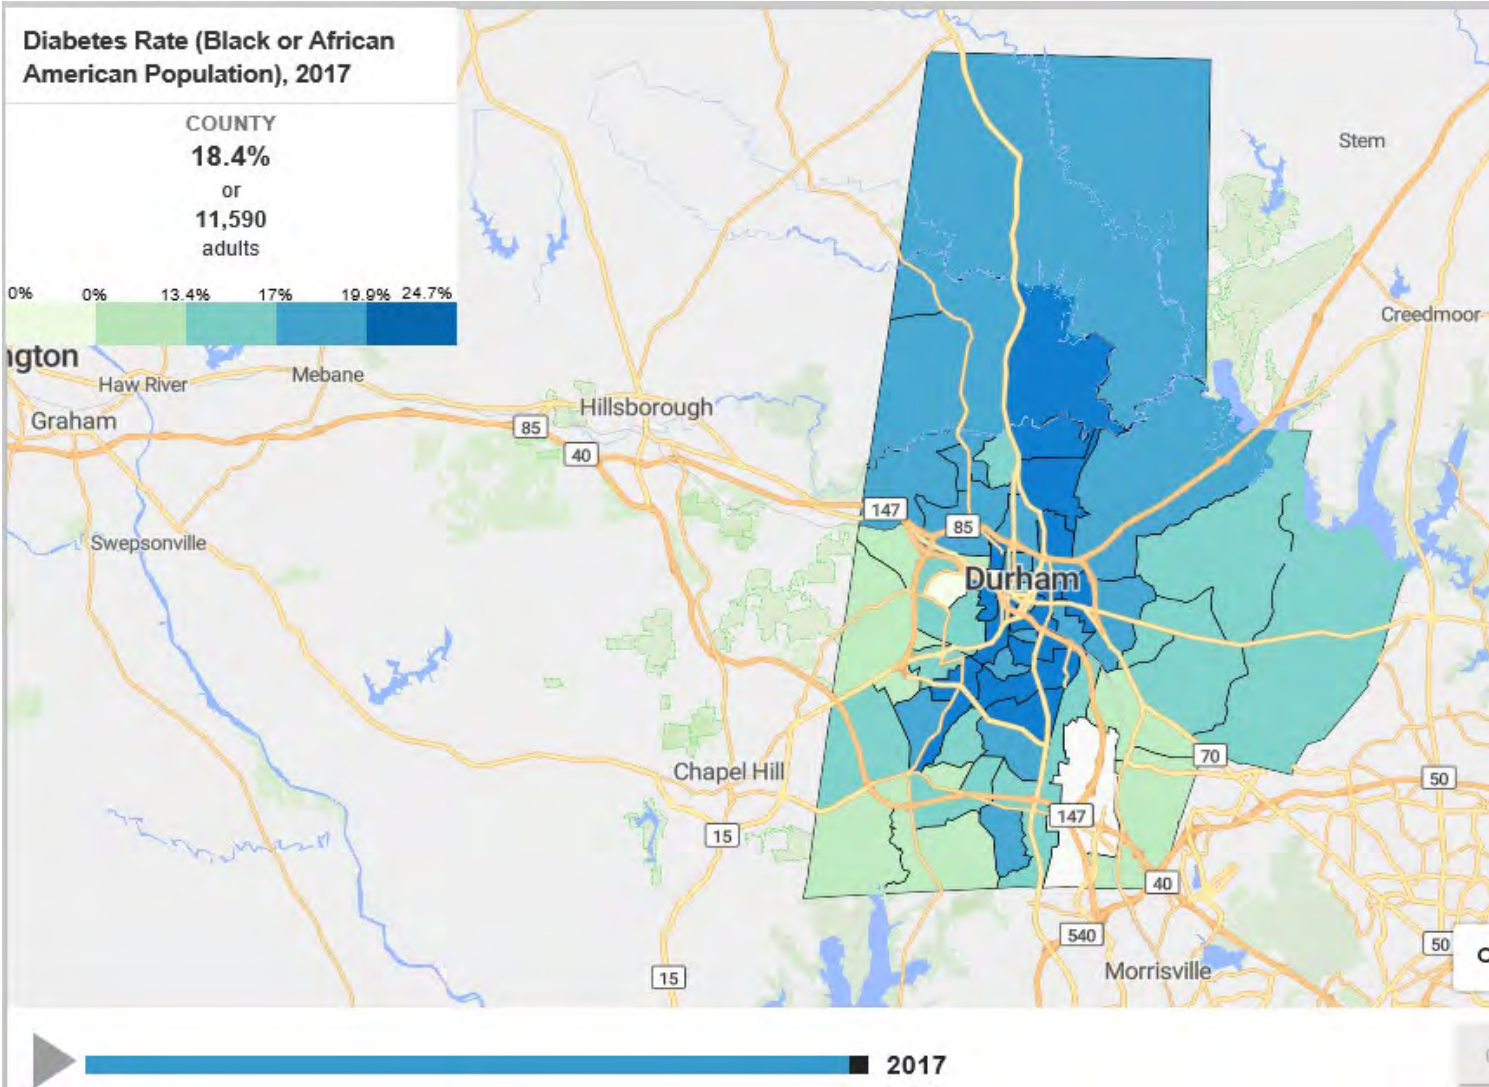 Diabetes Rate (Black or African
American Population), 2017
COUNTY
18.4%
or
11,590
adults
0% 0% 13.4% 17% 19.9% 24.7%
Stem
Creedmoor
Haw River
Mebane
Graham
Hillsborough
85
40
147
85
Swepsonville
Durham
Chapel Hill
70
50
15
147
40
540
50
Morrisville
15
2017